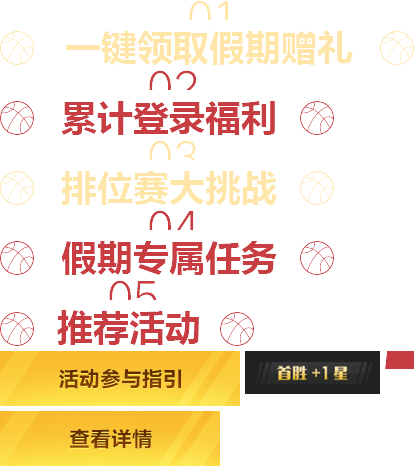 01
一键领取假期赠礼
02
累计登录福利
03
排位赛大挑战
04
假期专属任务
05
推荐活动
活动参与指引
首胜+1星
查看详情